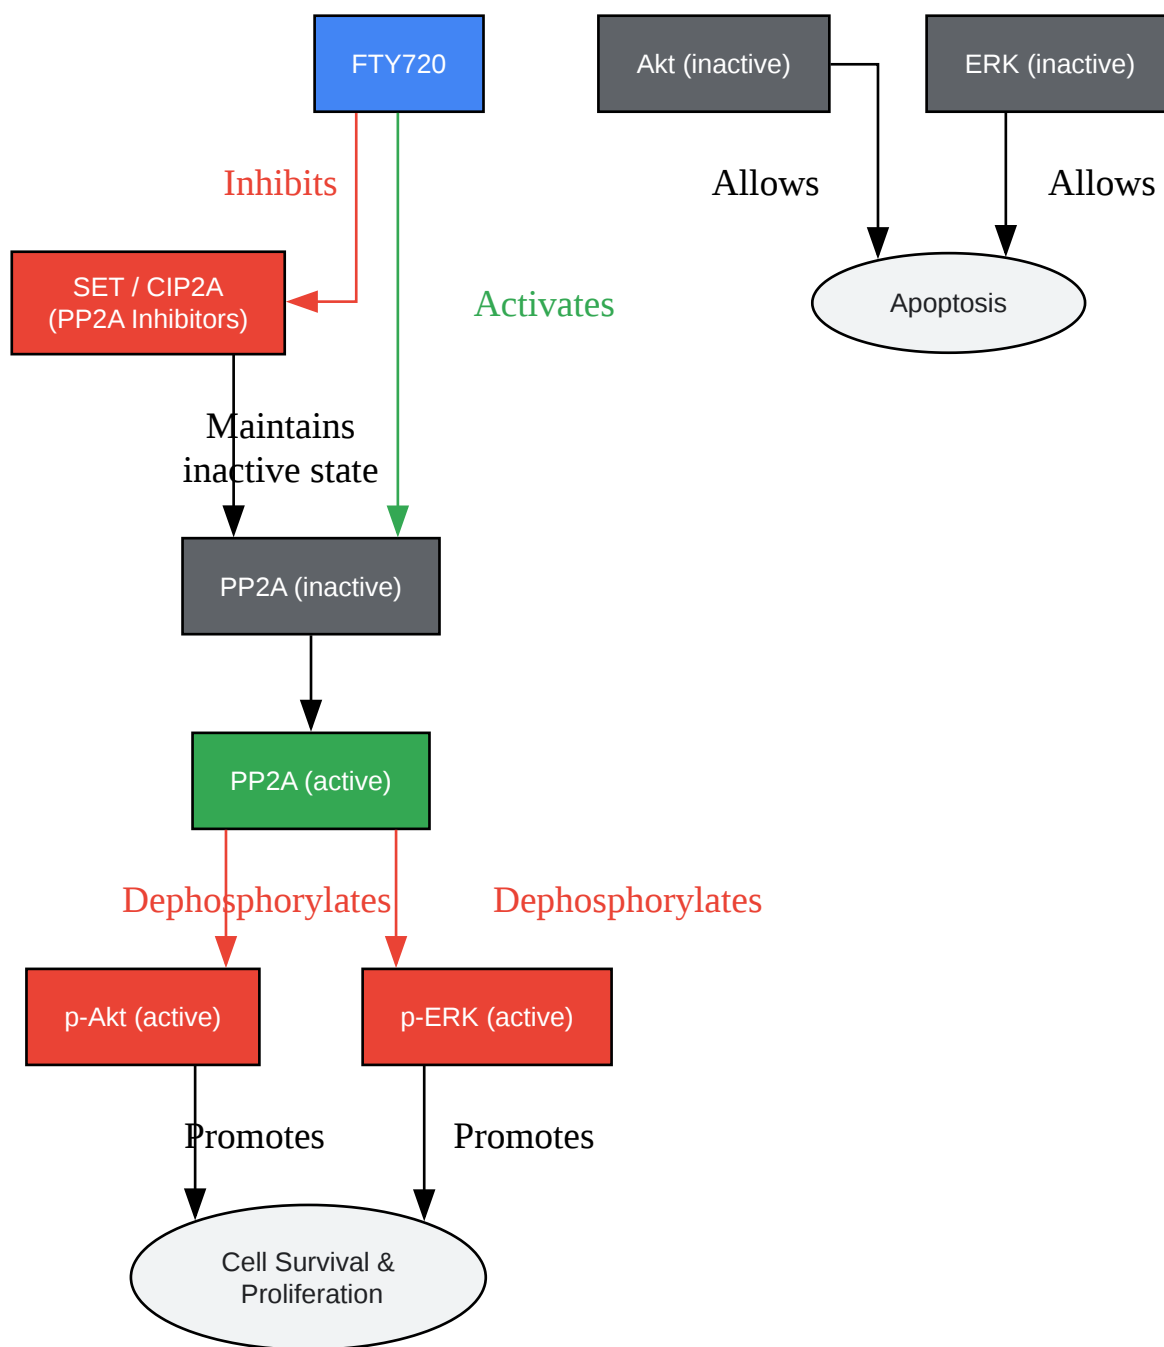 FTY720
Akt (inactive)
ERK (inactive)
Inhibits
Allows
Allows
SET / CIP2A
(PP2A Inhibitors)
Activates
Apoptosis
Maintains
inactive state
PP2A (inactive)
PP2A (active)
Dephosphorylates
Dephosphorylates
p-Akt (active)
p-ERK (active)
Promotes
Promotes
Cell Survival &
Proliferation